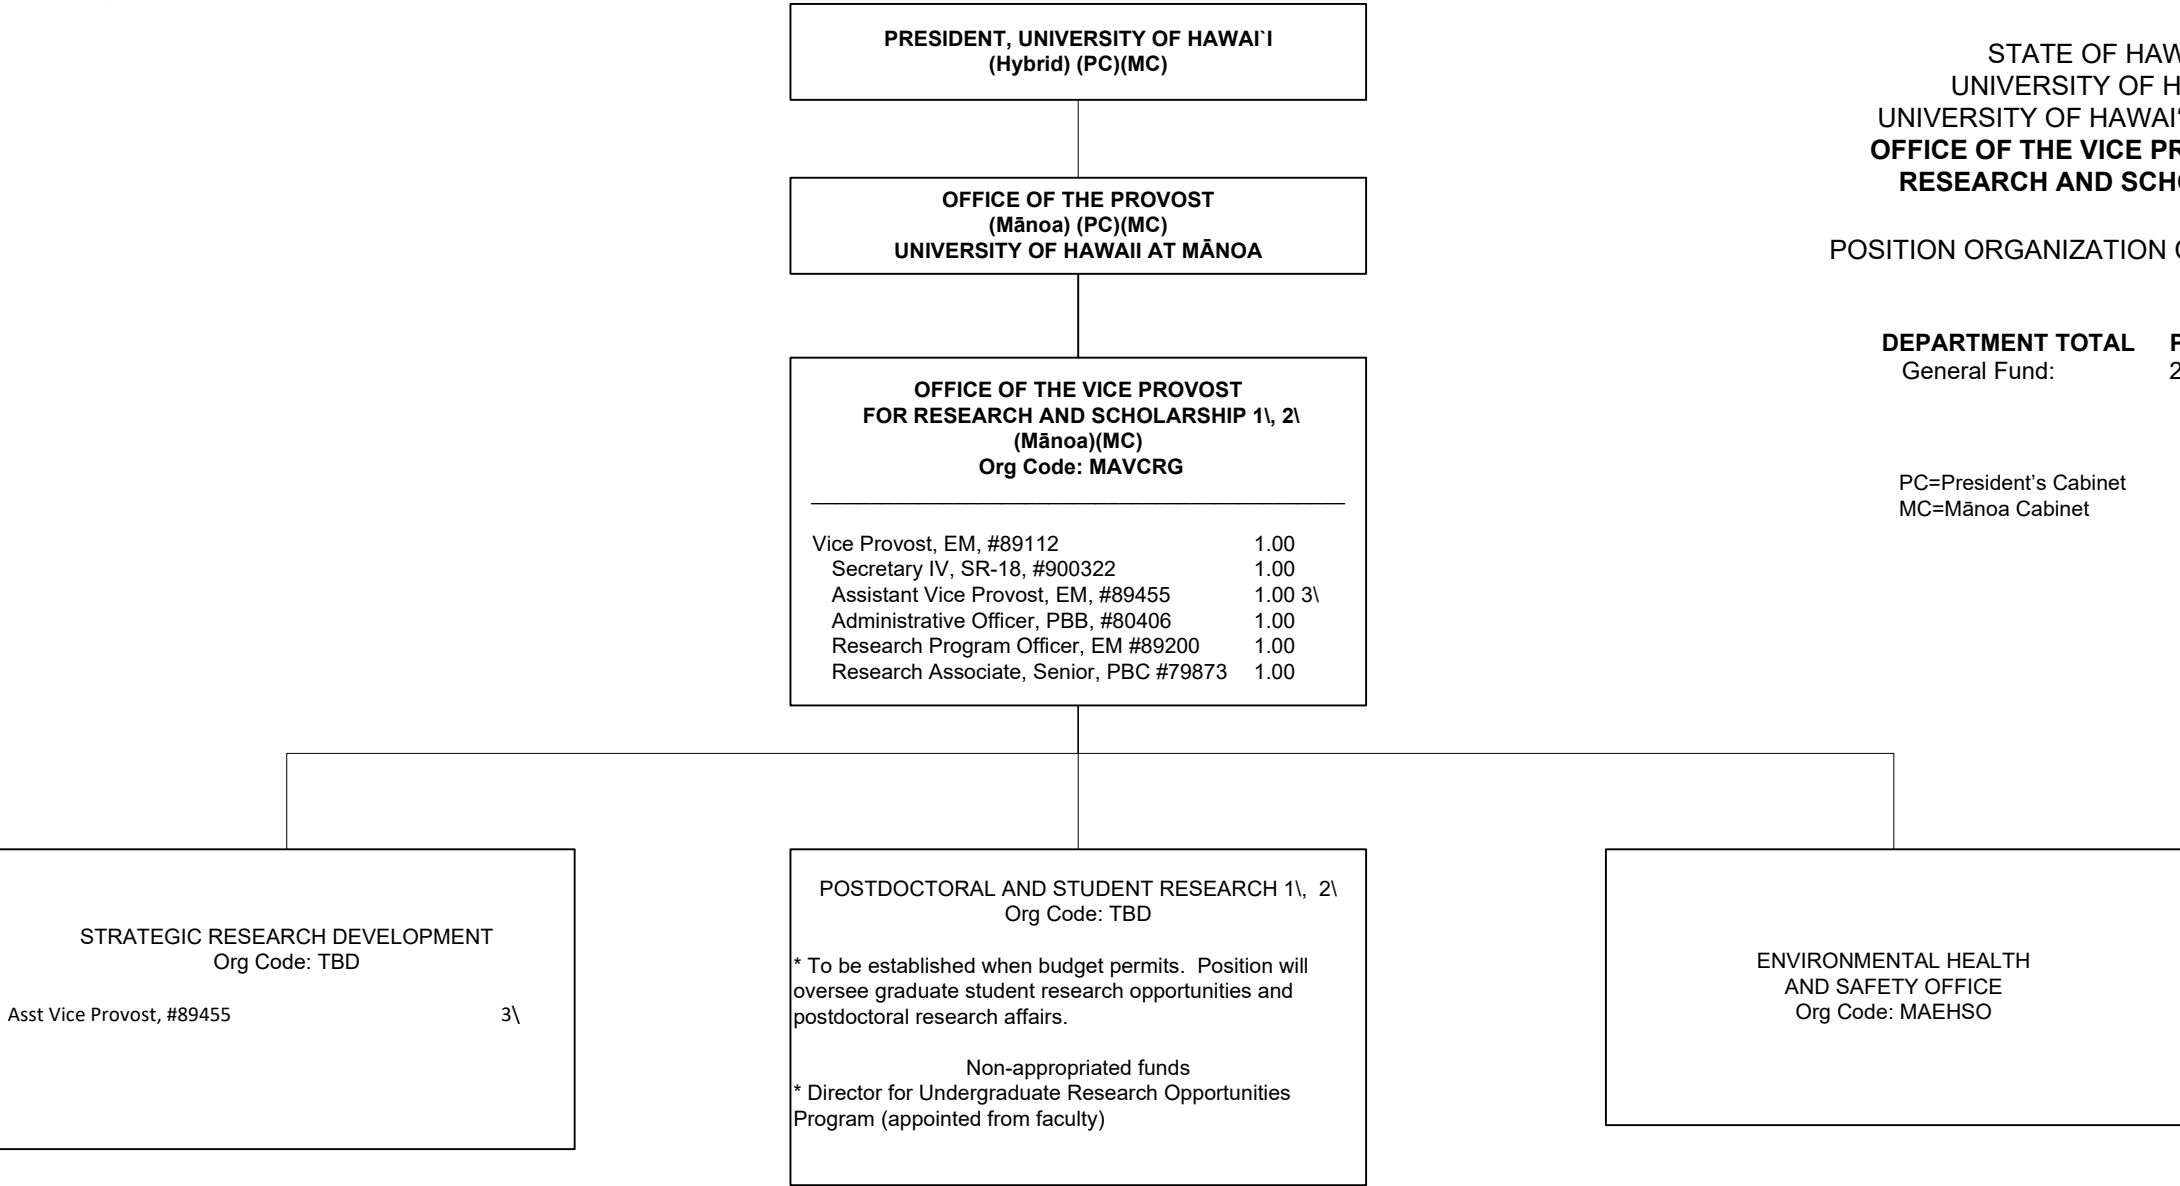 PRESIDENT, UNIVERSITY OF HAWAI`I
(Hybrid) (PC)(MC)
OFFICE OF THE PROVOST
(Mānoa) (PC)(MC)
UNIVERSITY OF HAWAII AT MĀNOA
OFFICE OF THE VICE PROVOST
FOR RESEARCH AND SCHOLARSHIP 1\, 2\
(Mānoa)(MC)
Org Code: MAVCRG
Vice Provost, EM, #89112 1.00
Secretary IV, SR-18, #900322 1.00
Assistant Vice Provost, EM, #89455 1.00 3\
Administrative Officer, PBB, #80406 1.00
Research Program Officer, EM #89200 1.00
Research Associate, Senior, PBC #79873 1.00
STATE OF
UNIVERSITY OF
UNIVERSITY OF
OFFICE OF THE VICE
RESEARCH AND
POSITION ORGANIZATION
DEPARTMENT TOTAL
General Fund:
PC=President’s Cabinet
MC=Mānoa Cabinet
STRATEGIC RESEARCH DEVELOPMENT
Org Code: TBD
Asst Vice Provost, #89455 3\
POSTDOCTORAL AND STUDENT RESEARCH 1\, 2\
Org Code: TBD
* To be established when budget permits. Position will
oversee graduate student research opportunities and
postdoctoral research affairs.
Non-appropriated funds
* Director for Undergraduate Research Opportunities
Program (appointed from faculty)
ENVIRONMENTAL HEALTH
AND SAFETY OFFICE
Org Code: MAEHSO